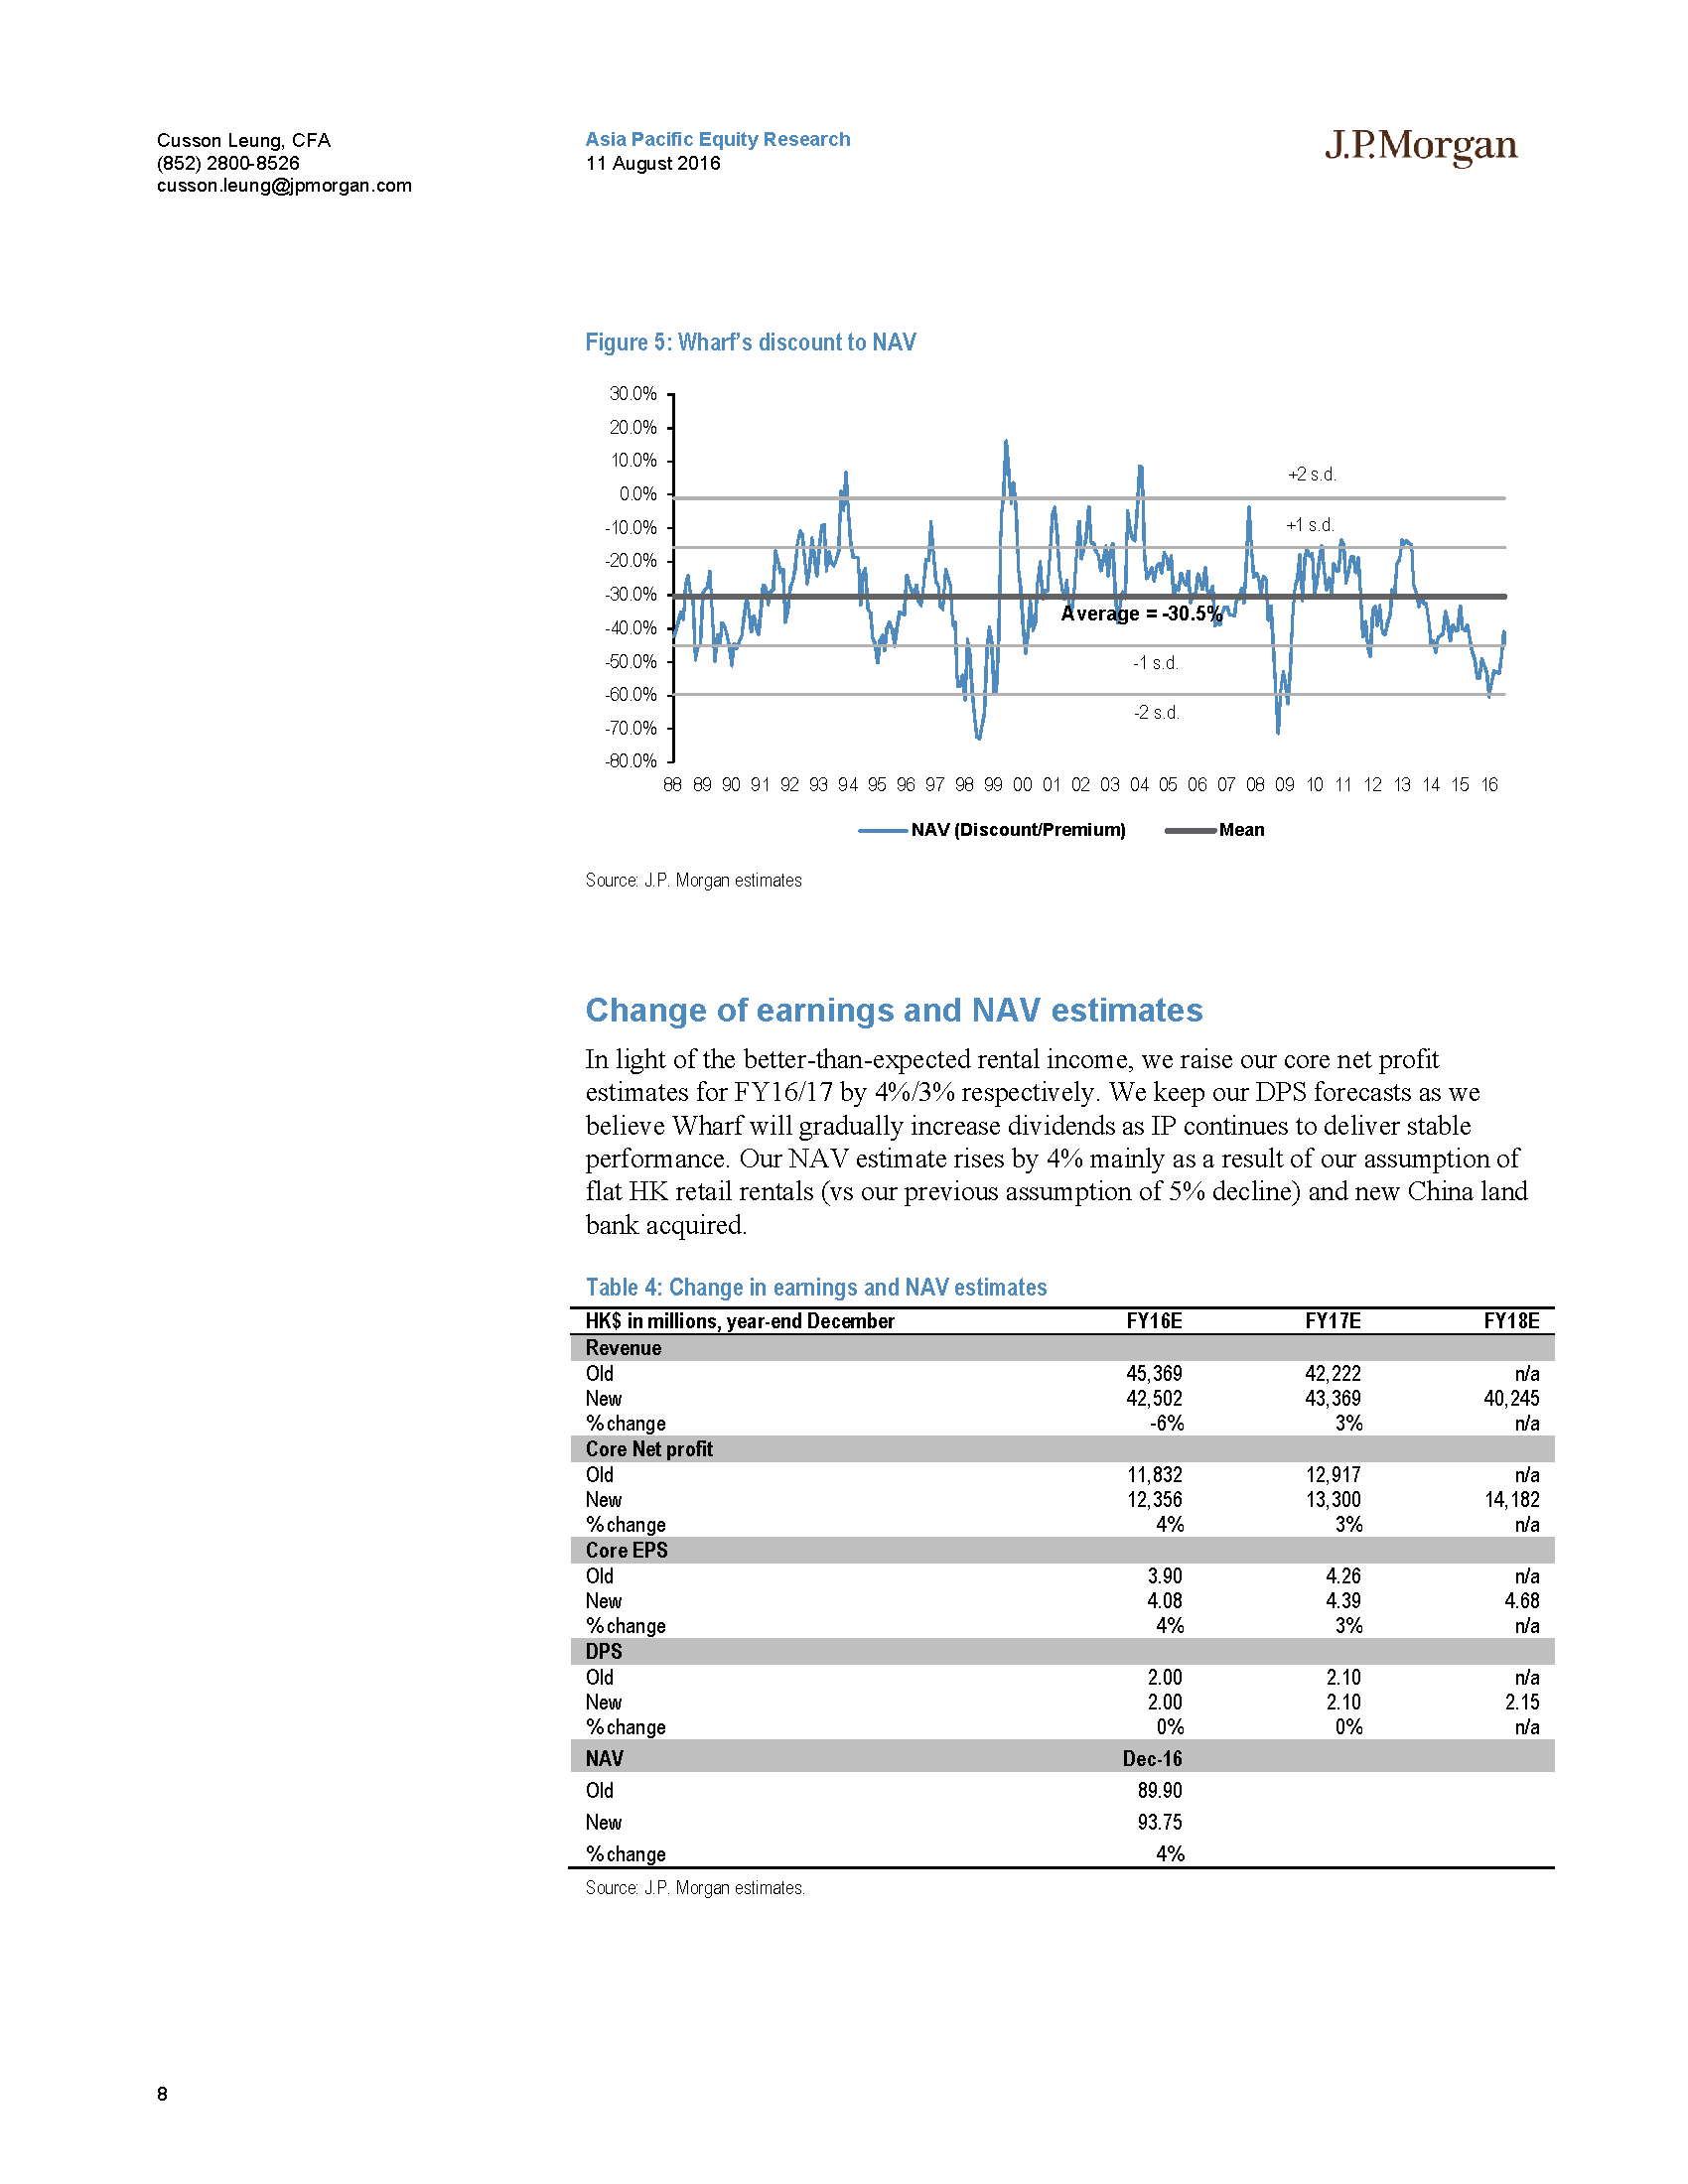 Cusson Leung, CFA
(852) 2800-8526
cusson.leung@jpmorgan.com
Asia Pacific Equity Research
11 August 2016
J.P.Morgan
Figure 5: Wharf's discount to NAV
30.0%
20.0%
10.0%
0.0%
-10.0%
-20.0%
-30.0%
-40.0%
-50.0%
-60.0%
-70.0%
-80.0%
+2 s.d.
+1 s.d.
Average = -30.5%
-1 s.d.
-2 s.d.
88 89 90 91 92 93 94 95 96 97 98 99 00 01 02 03 04 05 06 07 08 09 10 11 12 13 14 15 16
NAV (Discount/Premium) Mean
Source: J.P. Morgan estimates
Change of earnings and NAV estimates
In light of the better-than-expected rental income, we raise our core net profit
estimates for FY16/17 by 4%/3% respectively. We keep our DPS forecasts as we
believe Wharf will gradually increase dividends as IP continues to deliver stable
performance. Our NAV estimate rises by 4% mainly as a result of our assumption of
flat HK retail rentals (vs our previous assumption of 5% decline) and new China land
bank acquired.
Table 4: Change in earnings and NAV estimates
HK$ in millions, year-end December FY16E FY17E FY18E
Revenue
Old 45,369 42,222 n/a
New 42,502 43,369 40,245
% change -6% 3% n/a
Core Net profit
Old 11,832 12,917 n/a
New 12,356 13,300 14,182
% change 4% 3% n/a
Core EPS
Old 3.90 4.26 n/a
New 4.08 4.39 4.68
% change 4% 3% n/a
DPS
Old 2.00 2.10 n/a
New 2.00 2.10 2.15
% change 0% 0% n/a
NAV Dec-16
Old 89.90
New 93.75
% change 4%
Source: J.P. Morgan estimates.
8